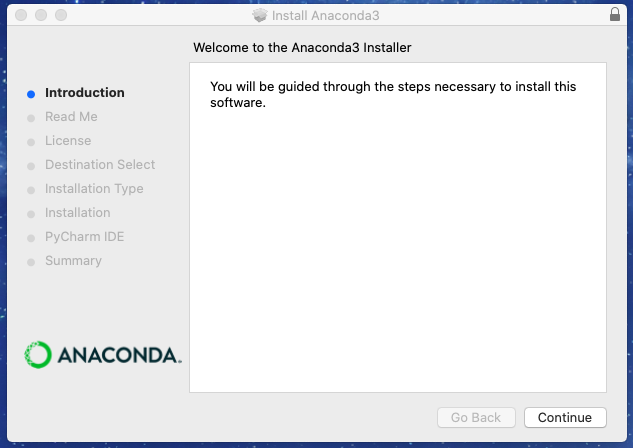 Install Anaconda3
Welcome to the Anaconda3 Installer
Introduction
Read Me
License
Destination Select
Installation Type
Installation
PyCharm IDE
Summary
You will be guided through the steps necessary to install this
software.
ANACONDA.
Go Back
Continue